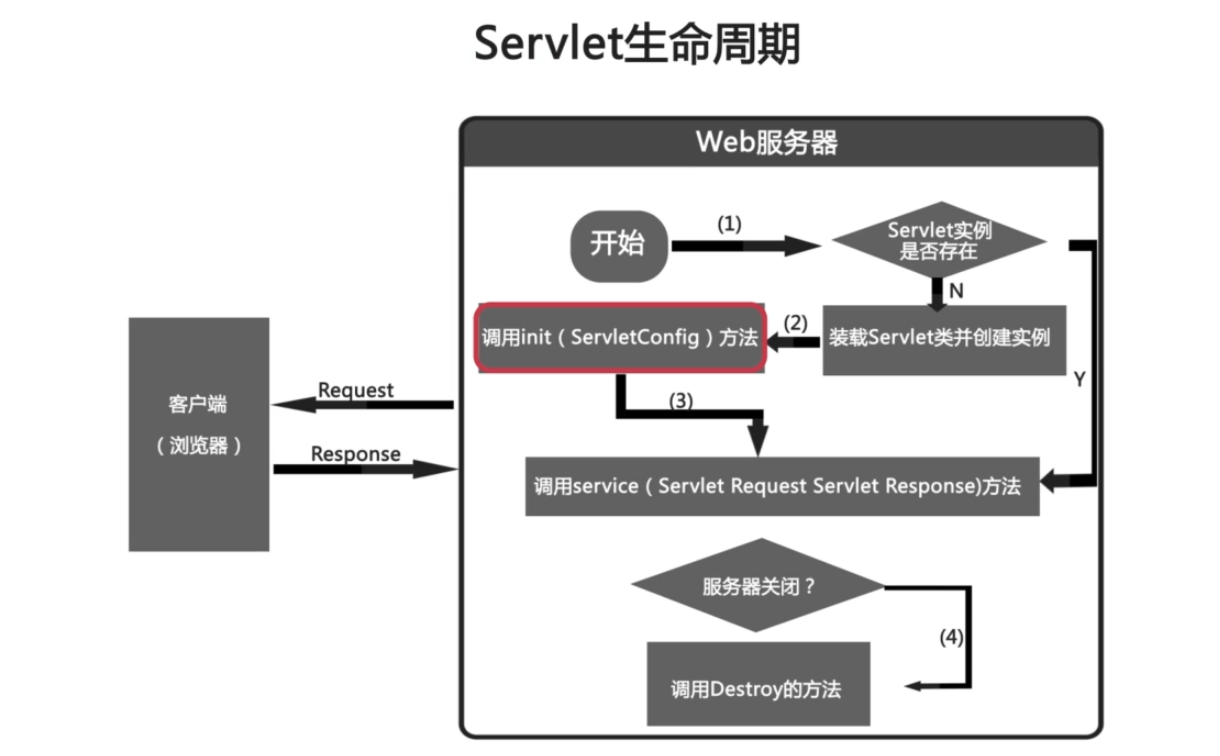 Servlet生命周期
Web服务器
开始
(1)
Servlet实例
是否存在
N
调用init（ServletConfig）方法
(2)
装载Servlet类并创建实例
Y
客户端
（浏览器）
Request
Response
(3)
调用service（Servlet Request Servlet Response)方法
服务器关闭？
(4)
调用Destroy的方法